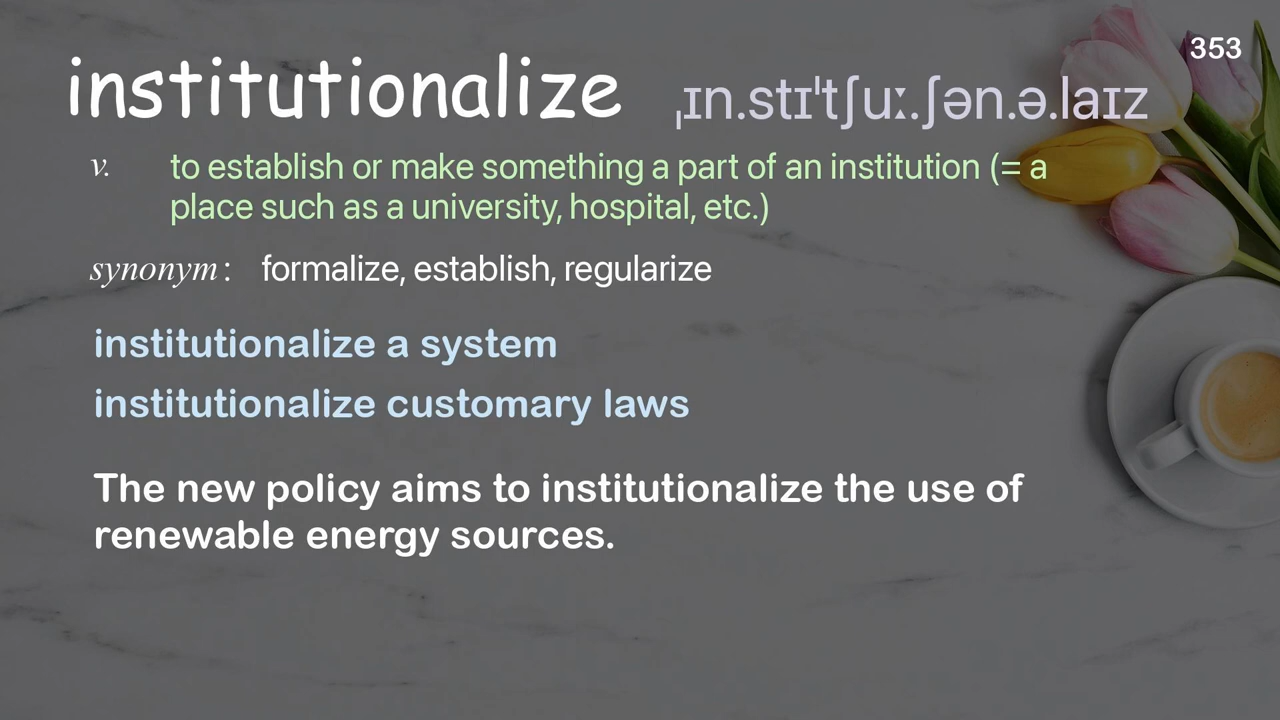 353
institutionalize ˌɪn.stɪˈtʃuː.ʃən.ə.laɪz
v. to establish or make something a part of an institution (= a
place such as a university, hospital, etc.)
synonym: formalize, establish, regularize
institutionalize a system
institutionalize customary laws
The new policy aims to institutionalize the use of
renewable energy sources.